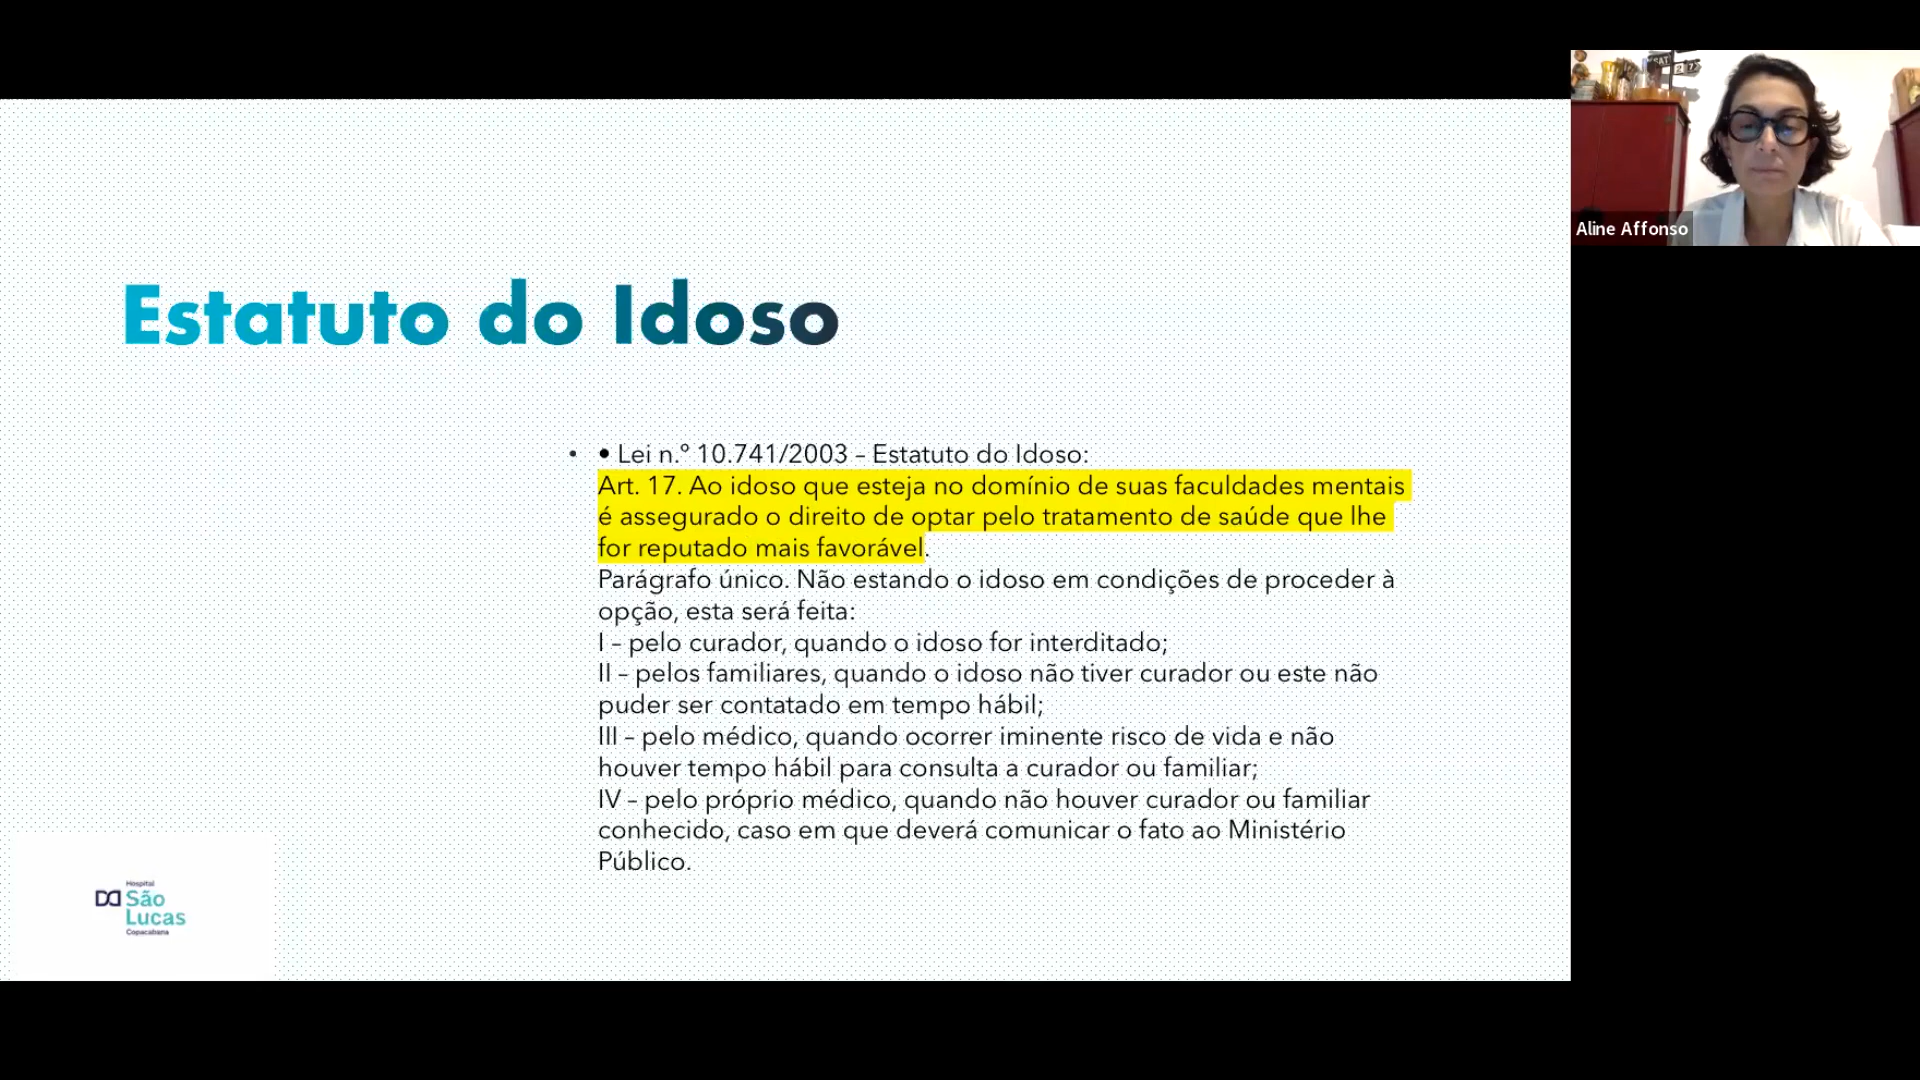 SAT
27
Aline Affonso
Estatuto do Idoso
• • Lei n.º 10.741/2003 – Estatuto do Idoso:
Art. 17. Ao idoso que esteja no domínio de suas faculdades mentais
é assegurado o direito de optar pelo tratamento de saúde que lhe
for reputado mais favorável.
Parágrafo único. Não estando o idoso em condições de proceder à
opção, esta será feita:
I – pelo curador, quando o idoso for interditado;
II – pelos familiares, quando o idoso não tiver curador ou este não
puder ser contatado em tempo hábil;
III – pelo médico, quando ocorrer iminente risco de vida e não
houver tempo hábil para consulta a curador ou familiar;
IV – pelo próprio médico, quando não houver curador ou familiar
conhecido, caso em que deverá comunicar o fato ao Ministério
Público.
Hospital
São
Lucas
Copacabana